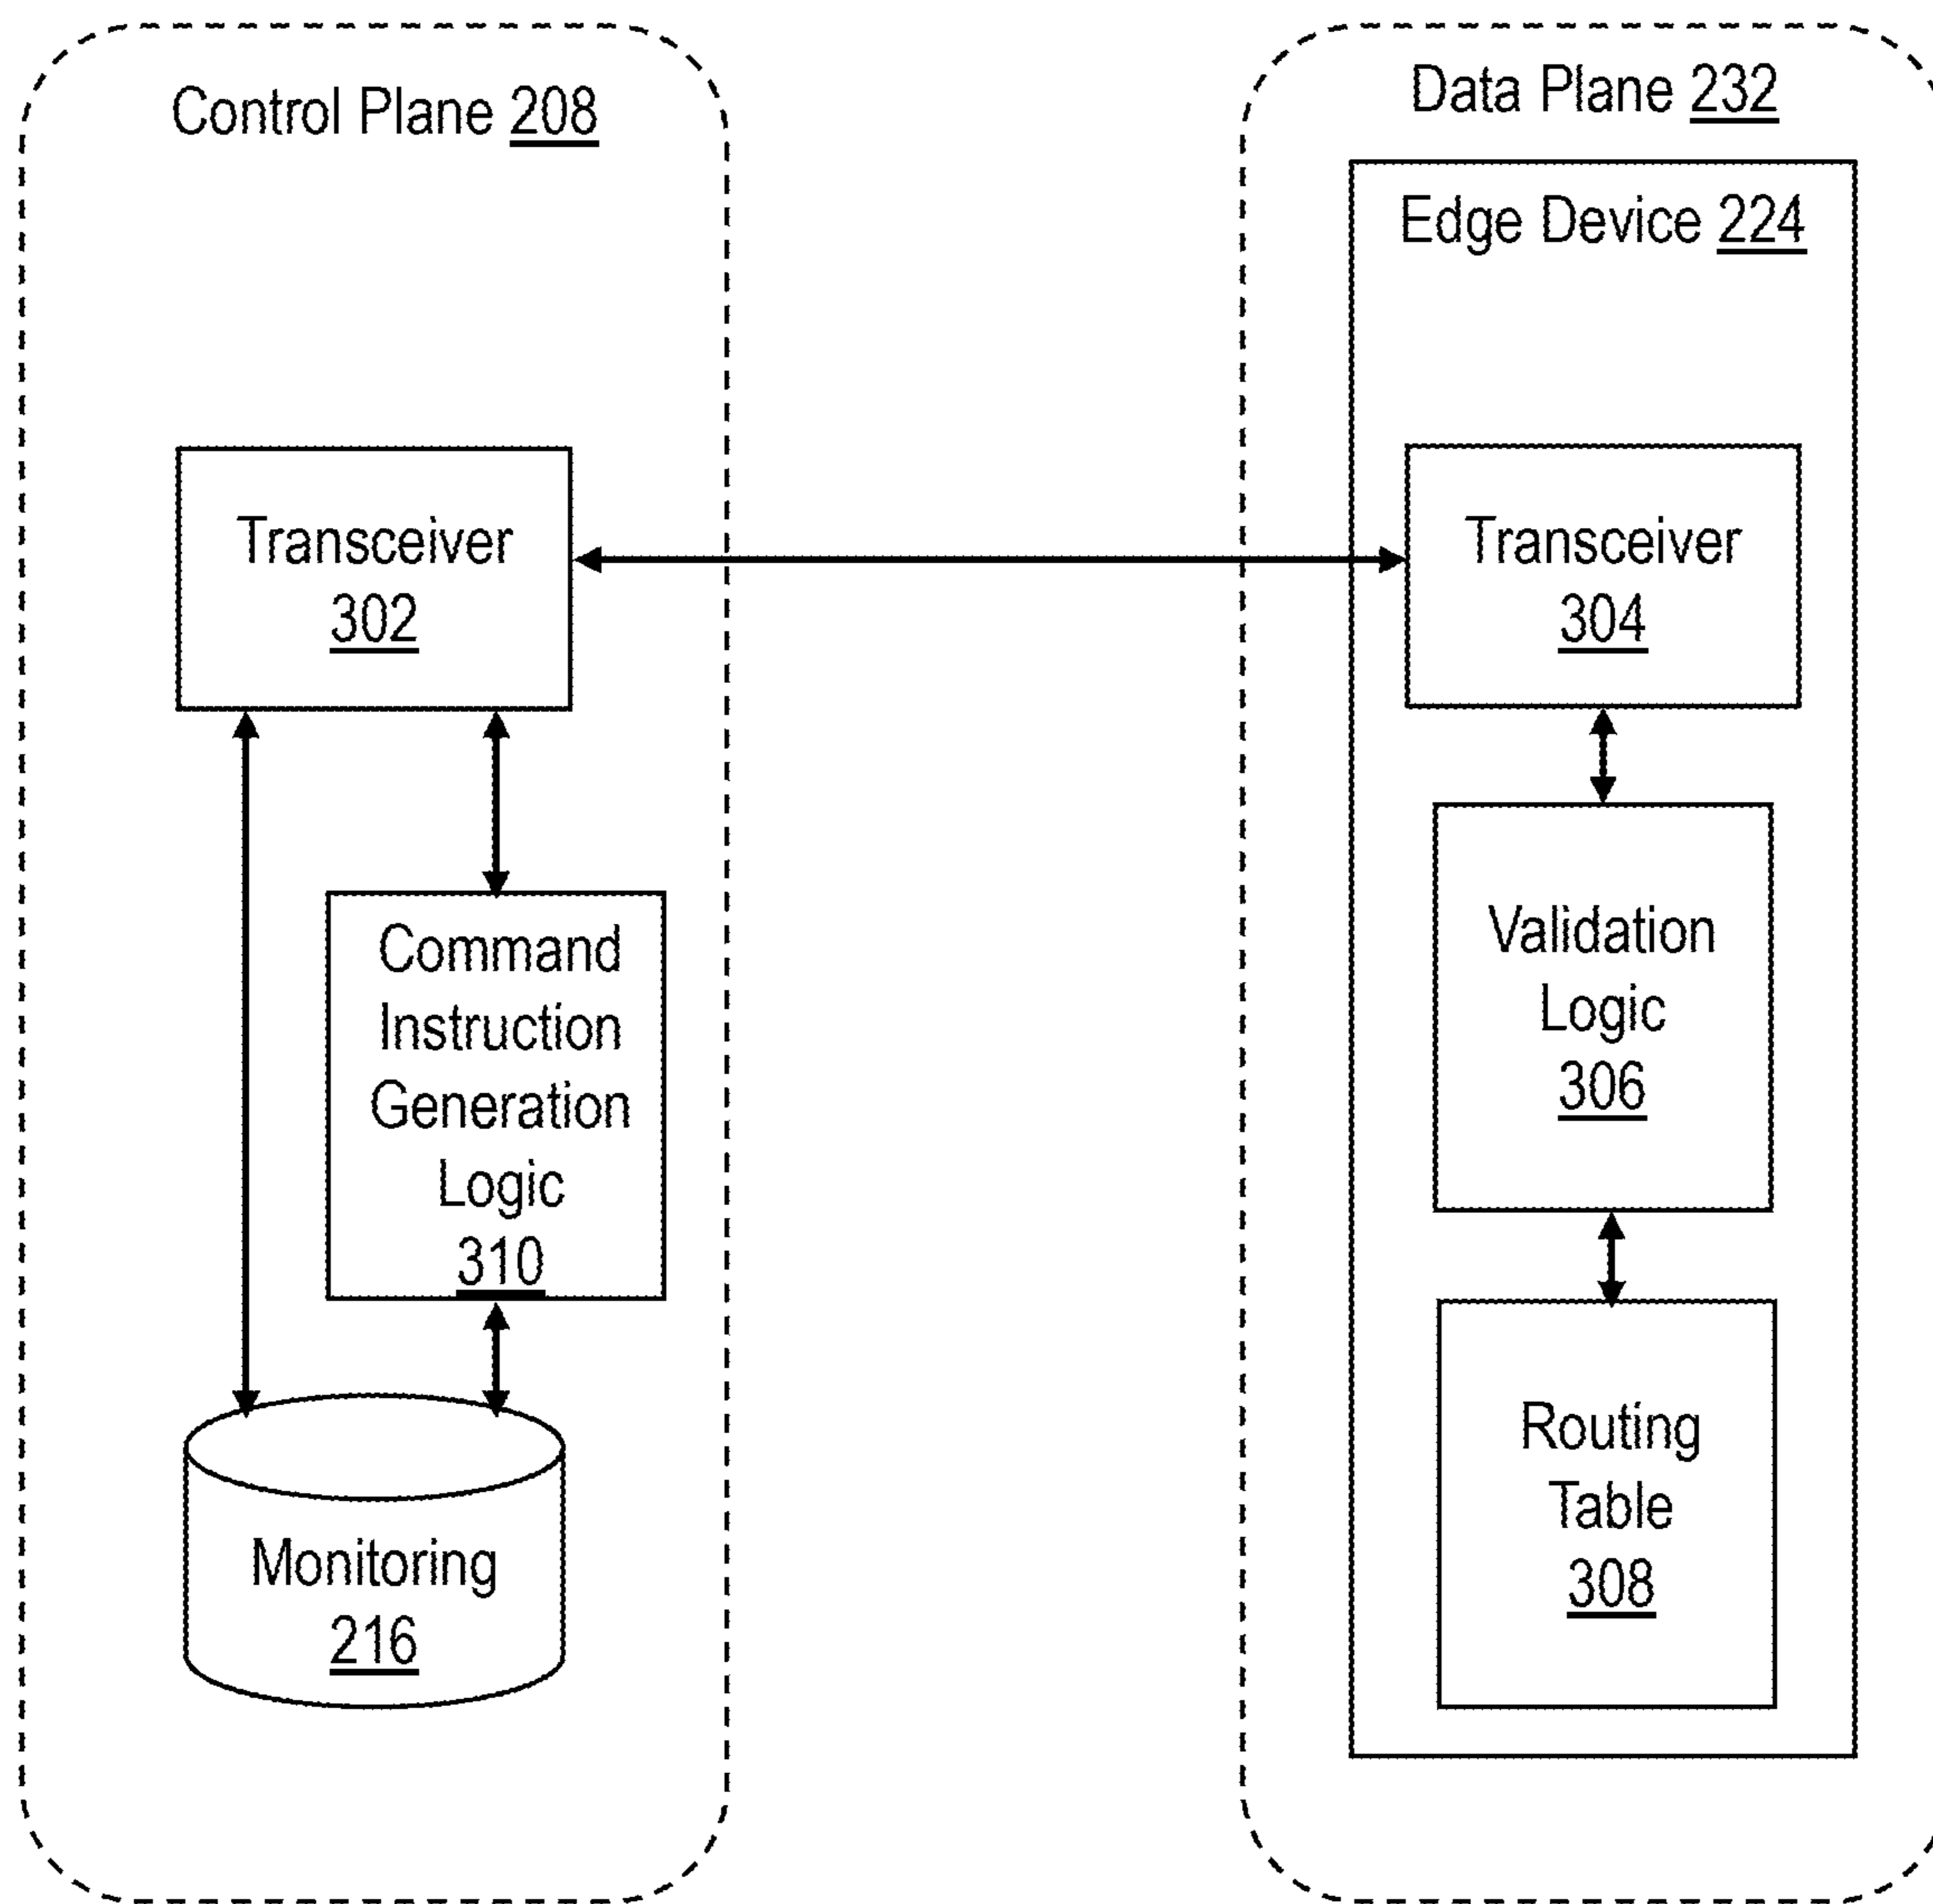 Control Plane 208
Transceiver
302
Command
Instruction
Generation
Logic
310
Monitoring
216
Data Plane 232
Edge Device 224
Transceiver
304
Validation
Logic
306
Routing
Table
308